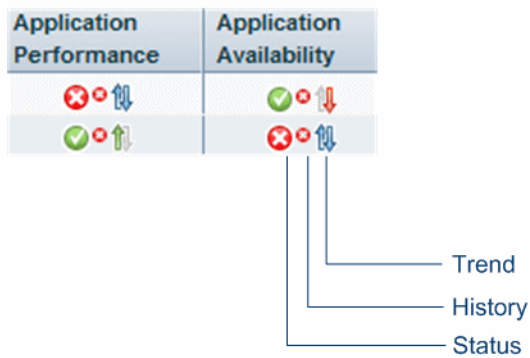 Application Performance
Application Availability
Trend
History
Status